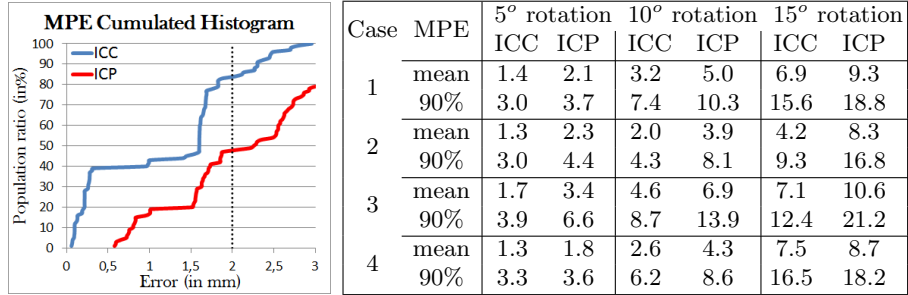 MPE Cumulated Histogram
100
90
80
70
60
50
40
30
20
10
0
Population ratio (in%)
ICC
ICP
0 0,5 1 1,5 2 2,5 3
Error (in mm)
Case MPE 5° rotation 10° rotation 15° rotation
ICC ICP ICC ICP ICC ICP
1 mean 1.4 2.1 3.2 5.0 6.9 9.3
90% 3.0 3.7 7.4 10.3 15.6 18.8
2 mean 1.3 2.3 2.0 3.9 4.2 8.3
90% 3.0 4.4 4.3 8.1 9.3 16.8
3 mean 1.7 3.4 4.6 6.9 7.1 10.6
90% 3.9 6.6 8.7 13.9 12.4 21.2
4 mean 1.3 1.8 2.6 4.3 7.5 8.7
90% 3.3 3.6 6.2 8.6 16.5 18.2